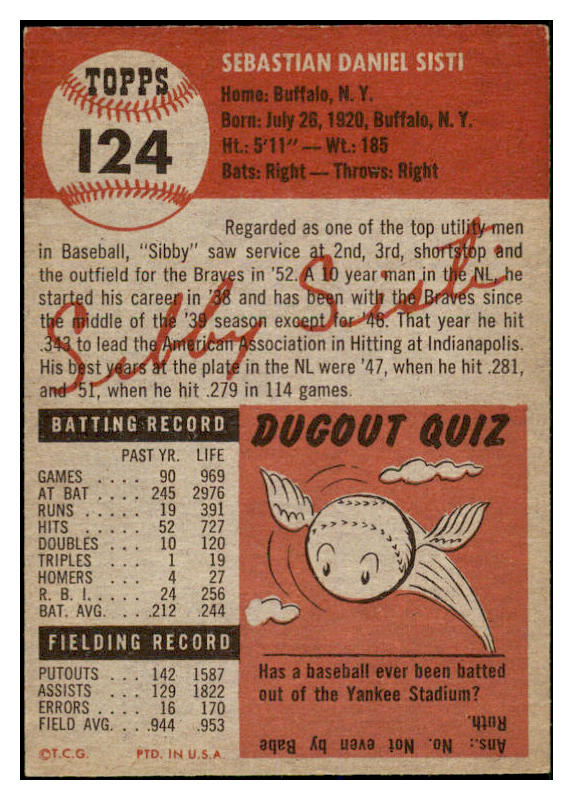 TOPPS
124
SEBASTIAN DANIEL SISTI
Home: Buffalo, N. Y.
Born: July 26, 1920, Buffalo, N. Y.
Ht.: 5'11" — Wt.: 185
Bats: Right — Throws: Right
Regarded as one of the top utility men
in Baseball, "Sibby" saw service at 2nd, 3rd, shortstop and
the outfield for the Braves in '52. A 10 year man in the NL, he
started his career in '38 and has been with the Braves since
the middle of the '39 season except for '46. That year he hit
.343 to lead the American Association in Hitting at Indianapolis.
His best years at the plate in the NL were '47, when he hit .281,
and '51, when he hit .279 in 114 games.
Sibby Sisti
BATTING RECORD
PAST YR. LIFE
GAMES . . . . 90 969
AT BAT . . . . 245 2976
RUNS . . . . 19 391
HITS . . . . 52 727
DOUBLES . . . 10 120
TRIPLES . . . 1 19
HOMERS . . . 4 27
R. B. I. . . . . 24 256
BAT. AVG. . . .212 .244
FIELDING RECORD
PUTOUTS . . . 142 1587
ASSISTS . . . 129 1822
ERRORS . . . 16 170
FIELD AVG. . . .944 .953
©T.C.G. PTD. IN U.S.A.
DUGOUT QUIZ
Has a baseball ever been batted
out of the Yankee Stadium?
Ans.: No. Not even by Babe
Ruth.